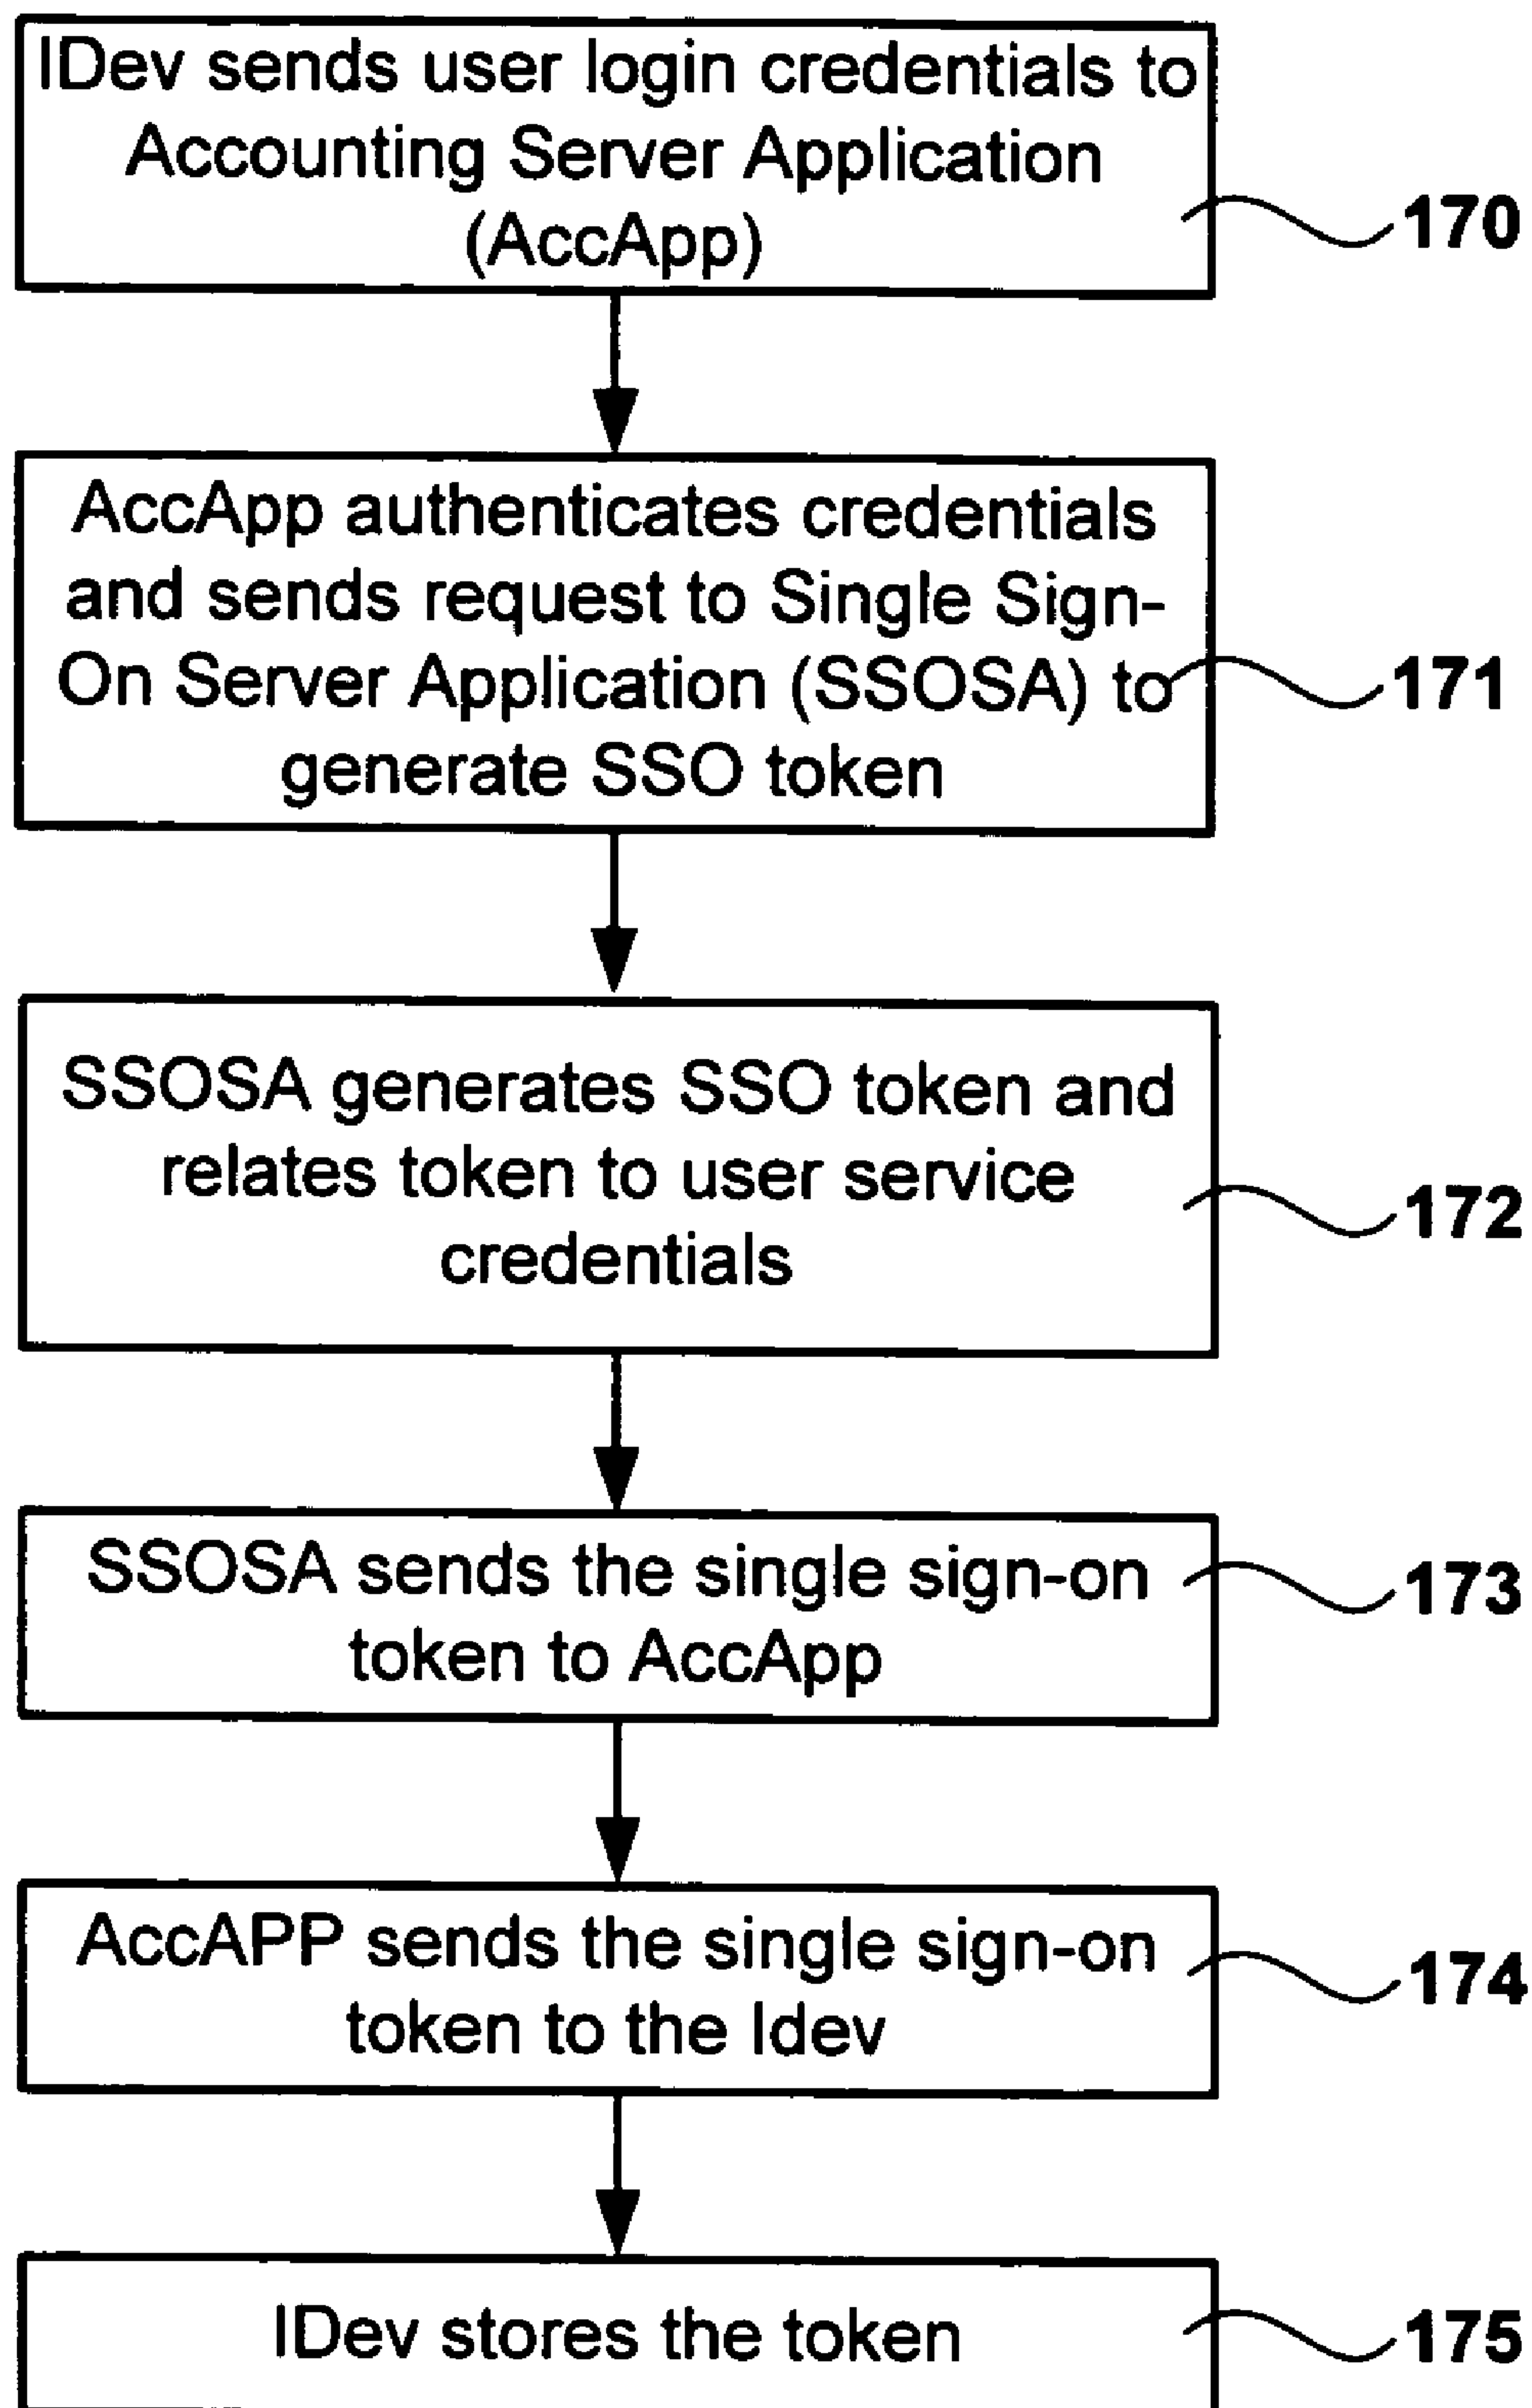 IDev sends user login credentials to
Accounting Server Application
(AccApp)
170
AccApp authenticates credentials
and sends request to Single Sign-
On Server Application (SSOSA) to
generate SSO token
171
SSOSA generates SSO token and
relates token to user service
credentials
172
SSOSA sends the single sign-on
token to AccApp
173
AccAPP sends the single sign-on
token to the Idev
174
IDev stores the token
175